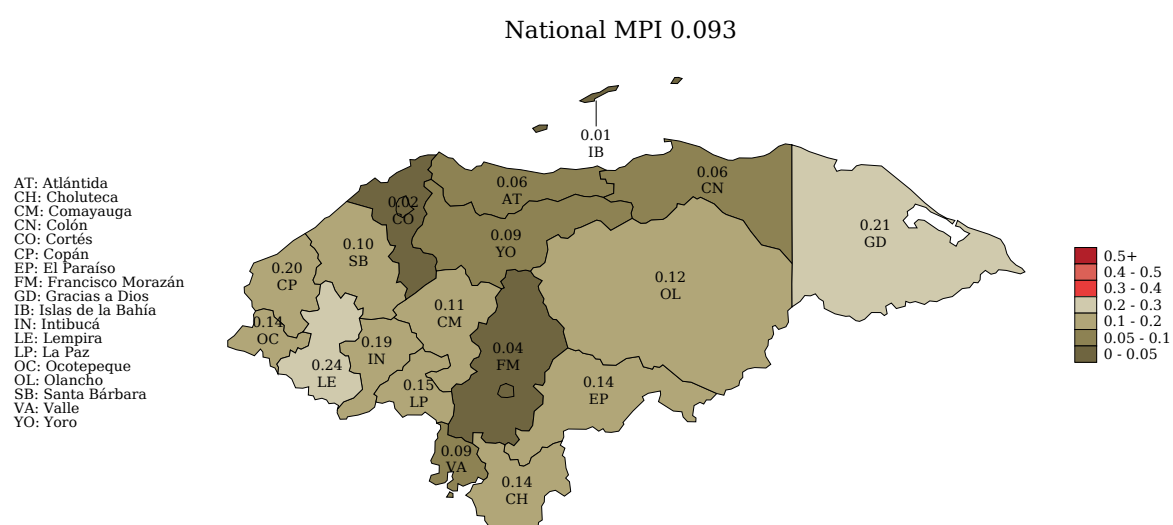 National MPI 0.093
0.01
IB
AT: Atlántida
CH: Choluteca
CM: Comayauga
CN: Colón
CO: Cortés
CP: Copán
EP: El Paraíso
FM: Francisco Morazán
GD: Gracias a Dios
IB: Islas de la Bahía
IN: Intibucá
LE: Lempira
LP: La Paz
OC: Ocotepeque
OL: Olancho
SB: Santa Bárbara
VA: Valle
YO: Yoro
0.06
AT
0.06
CN
0.02
CO
0.21
GD
0.09
YO
0.10
SB
0.20
CP
0.12
OL
0.11
CM
0.14
OC
0.19
IN
0.04
FM
0.24
LE
0.15
LP
0.14
EP
0.09
VA
0.14
CH
0.5+
0.4 - 0.5
0.3 - 0.4
0.2 - 0.3
0.1 - 0.2
0.05 - 0.1
0 - 0.05